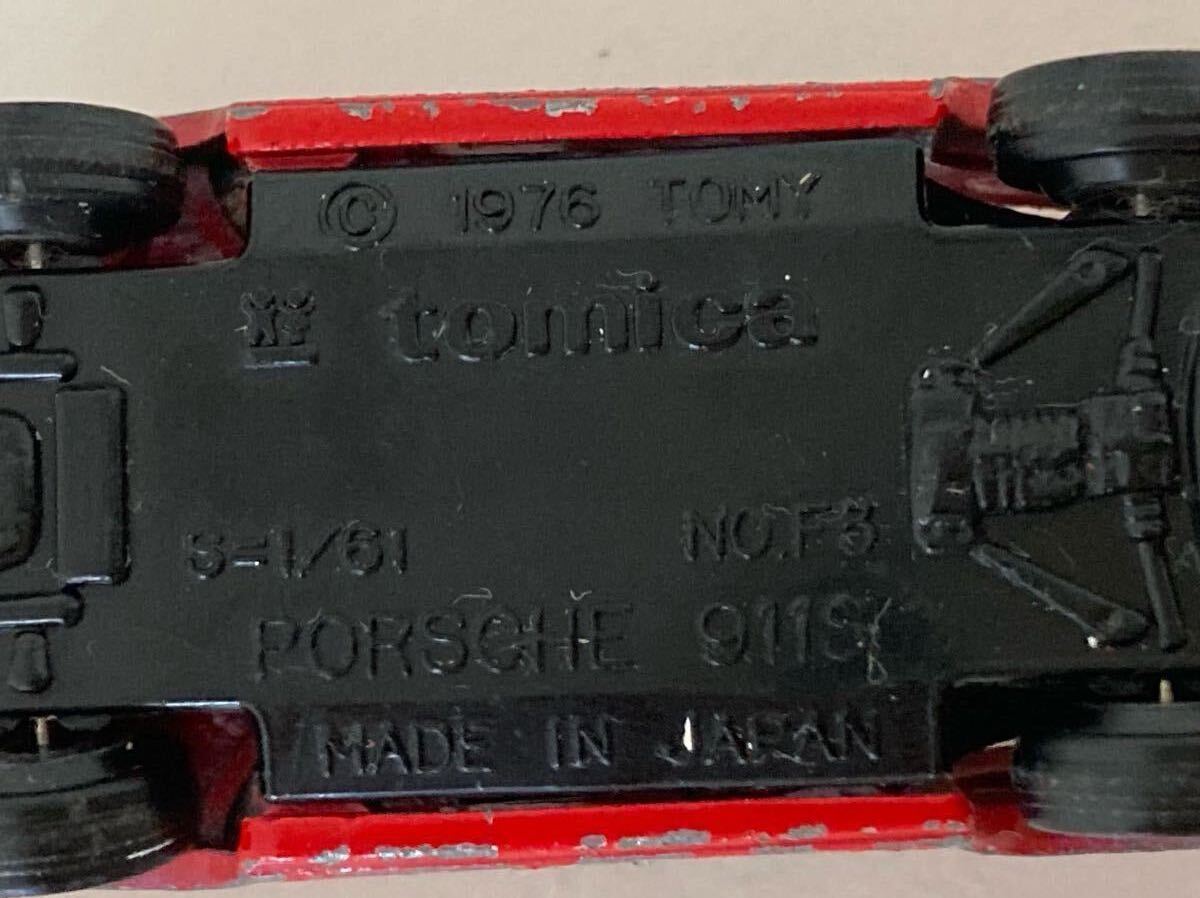 © 1976 TOMY
tomica
S=1/61 NO.F3
PORSCHE 911S
MADE IN JAPAN